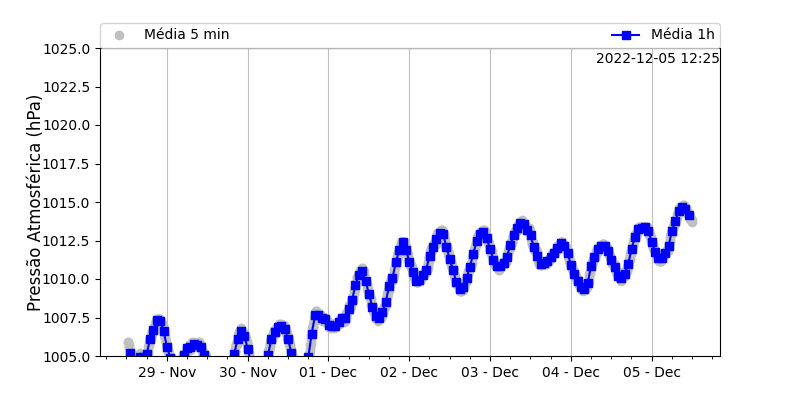 Média 5 min
Média 1h
2022-12-05 12:25
Pressão Atmosférica (hPa)
1025.0
1022.5
1020.0
1017.5
1015.0
1012.5
1010.0
1007.5
1005.0
29 - Nov
30 - Nov
01 - Dec
02 - Dec
03 - Dec
04 - Dec
05 - Dec